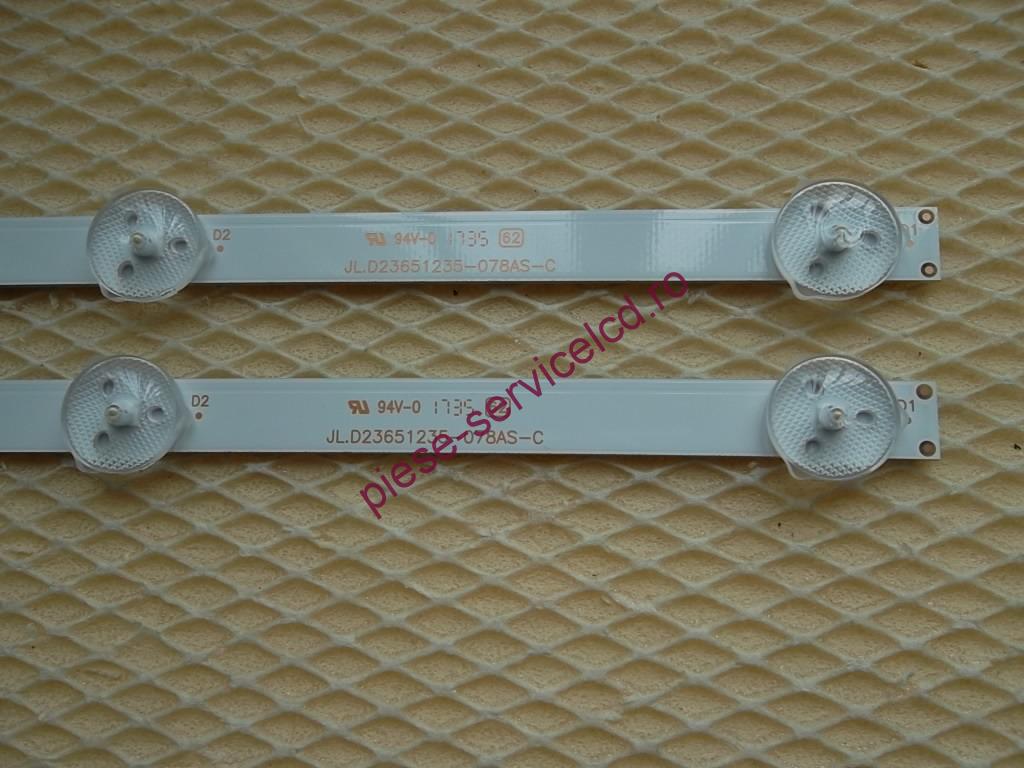 D2
94V-0 1735 62
D1
JL.D23651235-078AS-C
D2
94V-0 1735 62
D1
JL.D23651235-078AS-C
piese-servicelcd.ro